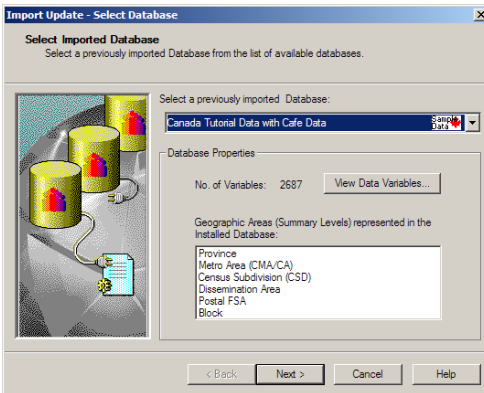 Import Update - Select Database
Select Imported Database
Select a previously imported Database from the list of available databases.
Select a previously imported Database:
Canada Tutorial Data with Cafe Data
Sample
Data
Database Properties
No. of Variables: 2687
View Data Variables...
Geographic Areas (Summary Levels) represented in the
Installed Database:
Province
Metro Area (CMA/CA)
Census Subdivision (CSD)
Dissemination Area
Postal FSA
Block
< Back
Next >
Cancel
Help